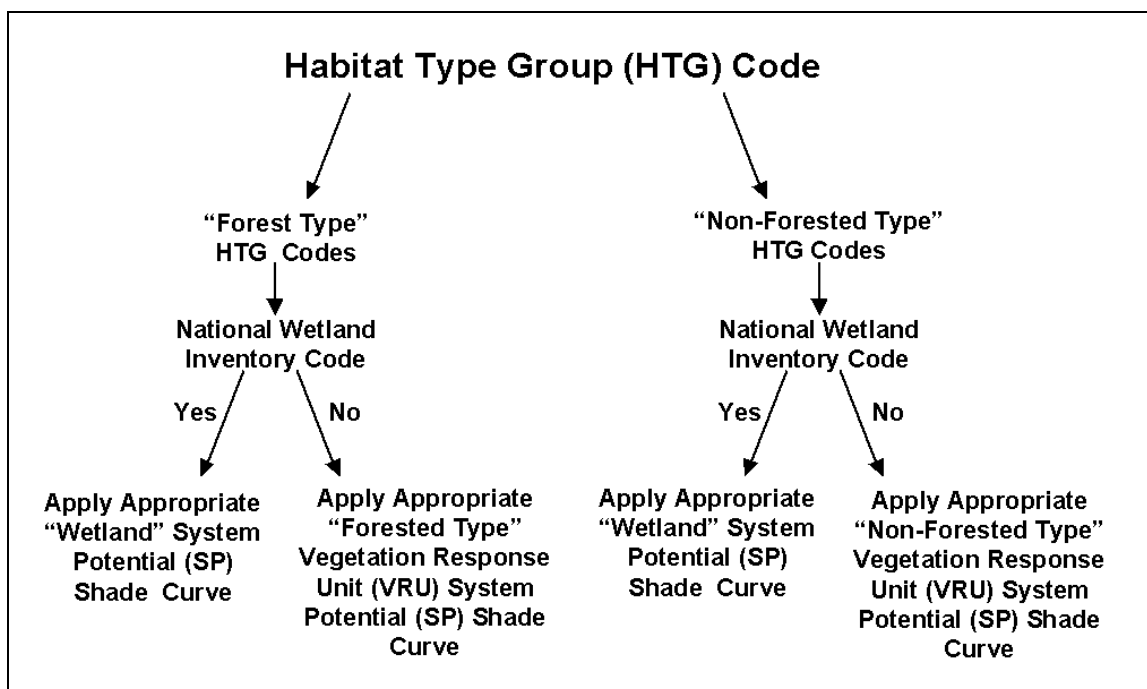 Habitat Type Group (HTG) Code
“Forest Type”
HTG Codes
National Wetland
Inventory Code
Yes
No
Apply Appropriate
“Wetland” System
Potential (SP)
Shade Curve
Apply Appropriate
“Forested Type”
Vegetation Response
Unit (VRU) System
Potential (SP) Shade
Curve
“Non-Forested Type”
HTG Codes
National Wetland
Inventory Code
Yes
No
Apply Appropriate
“Wetland” System
Potential (SP)
Shade Curve
Apply Appropriate
“Non-Forested Type”
Vegetation Response
Unit (VRU) System
Potential (SP) Shade
Curve